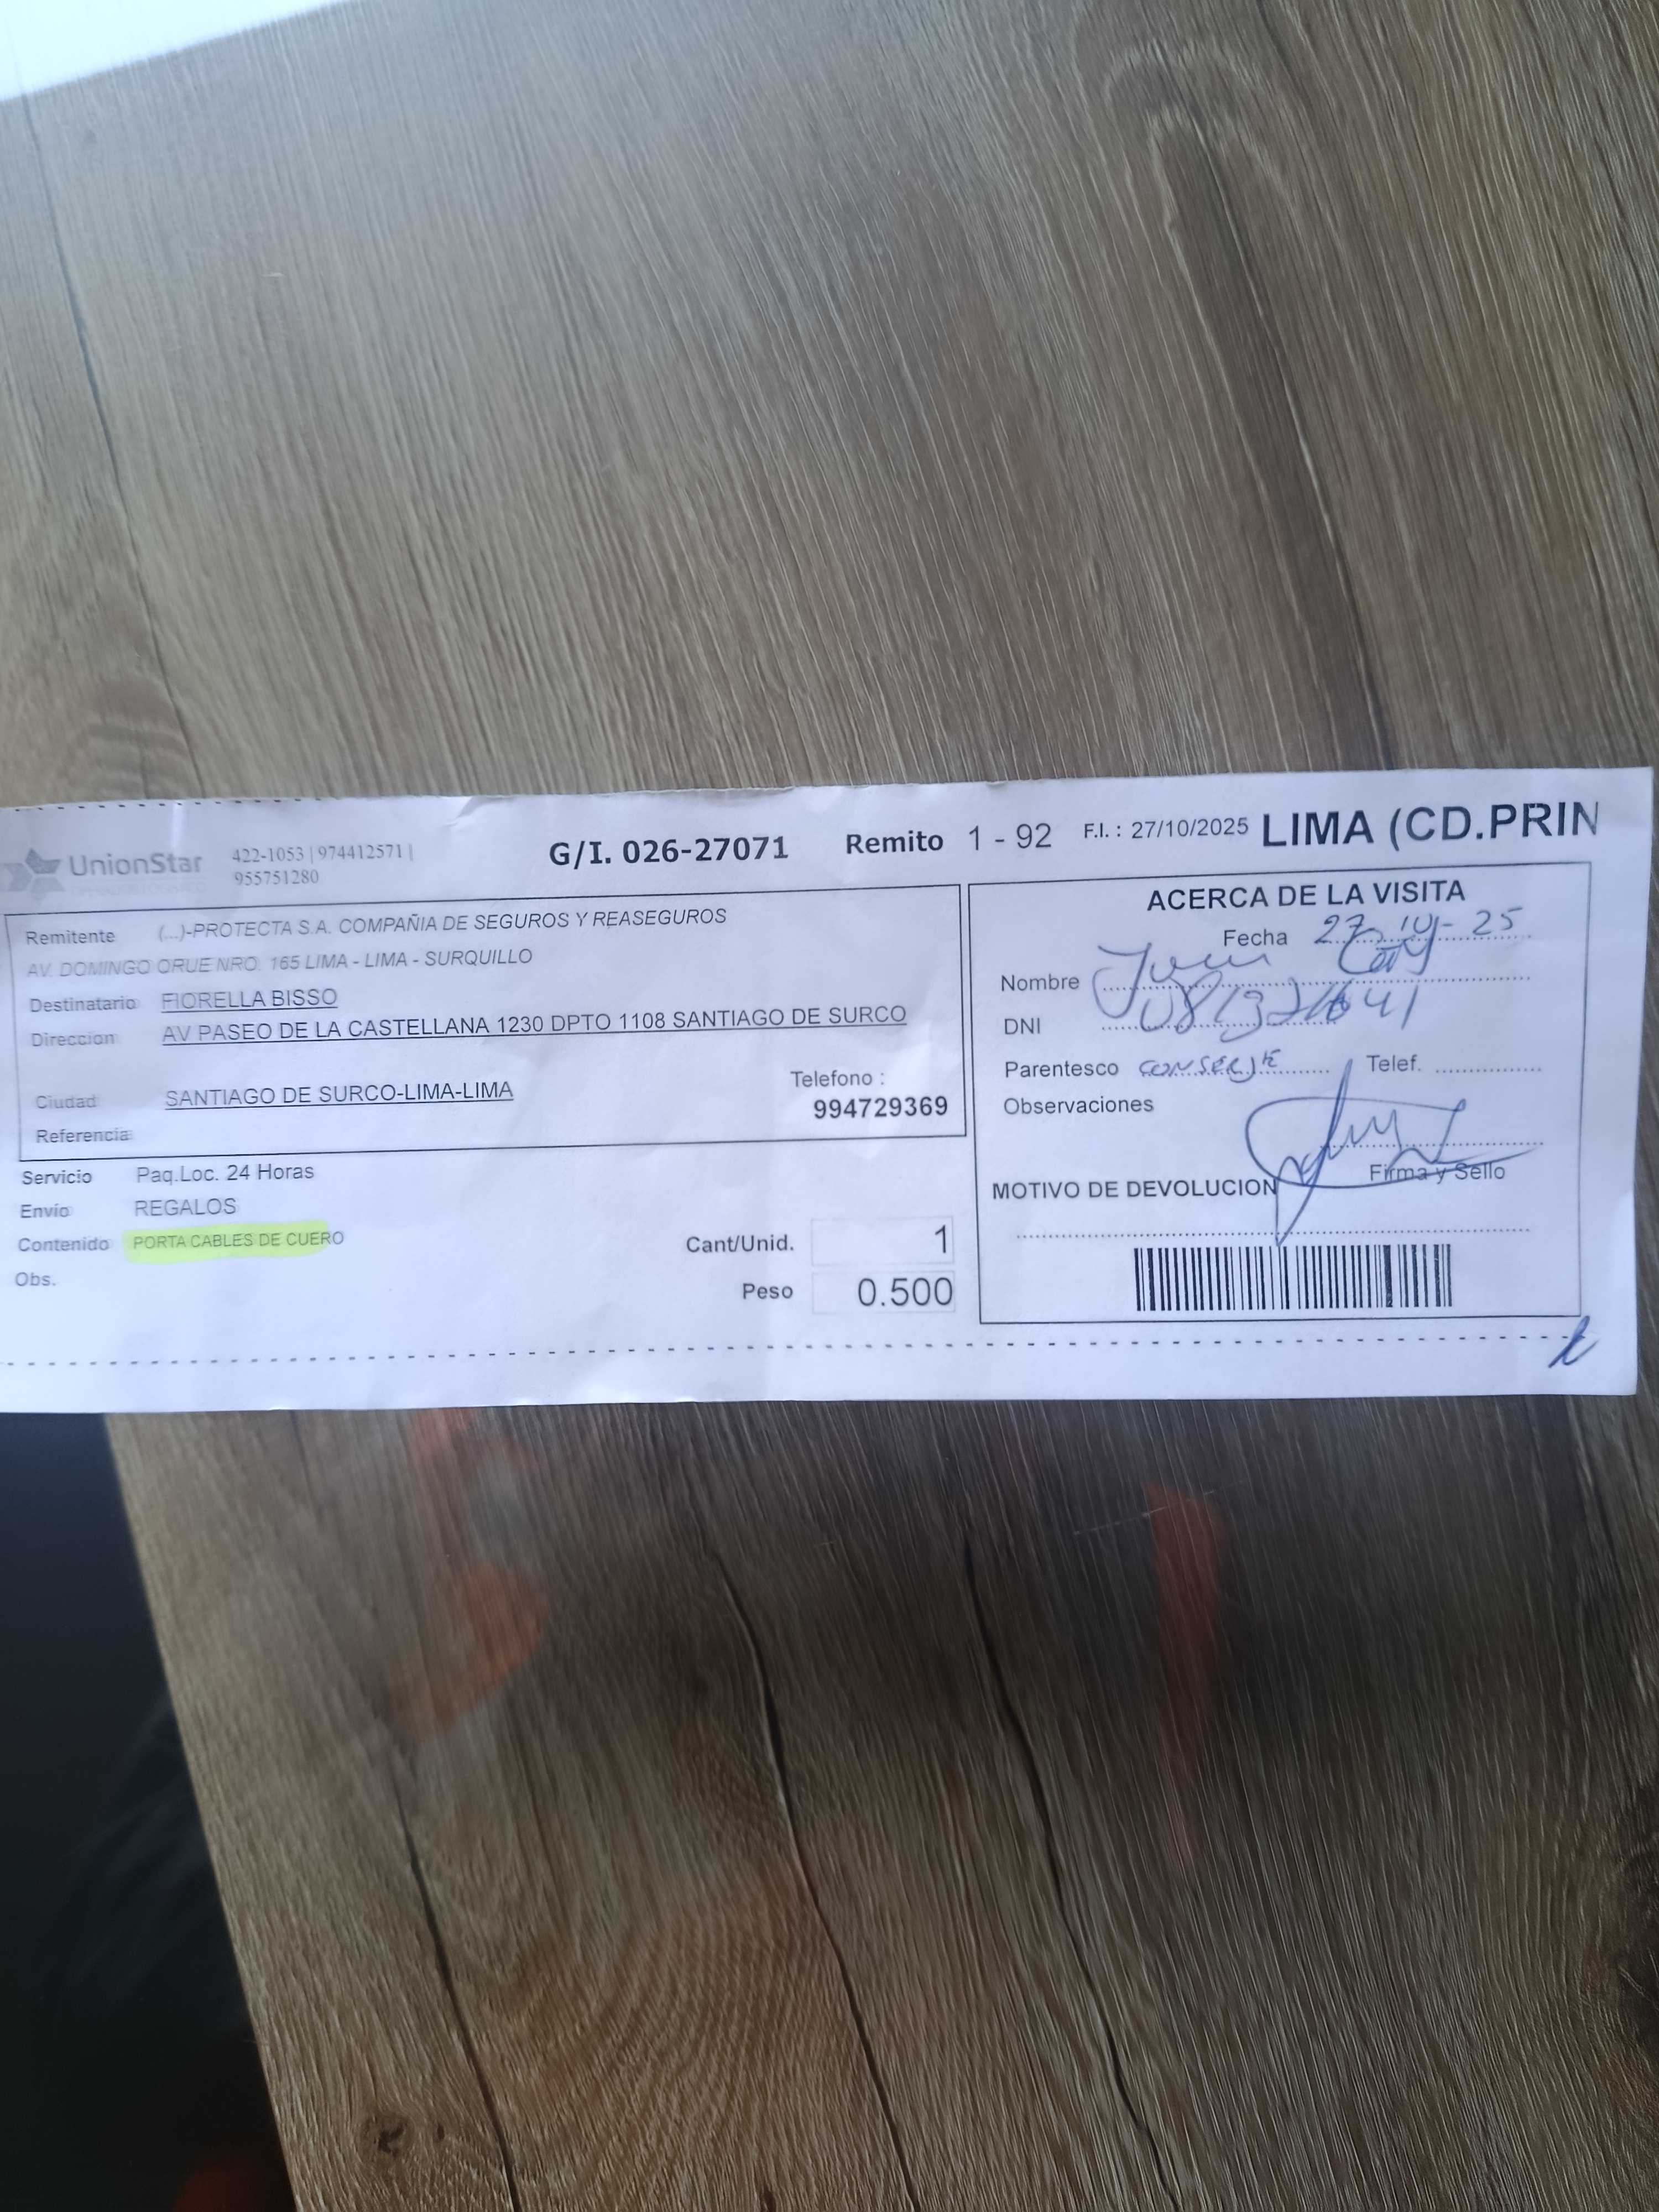 UnionStar
422-1053 | 974412571 |
955751280
G/I. 026-27071
Remito 1 - 92
F.I. : 27/10/2025
LIMA (CD.PRIN
Remitente (...)-PROTECTA S.A. COMPAÑIA DE SEGUROS Y REASEGUROS
AV. DOMINGO ORUE NRO. 165 LIMA - LIMA - SURQUILLO
Destinatario FIORELLA BISSO
Direccion AV PASEO DE LA CASTELLANA 1230 DPTO 1108 SANTIAGO DE SURCO
Ciudad SANTIAGO DE SURCO-LIMA-LIMA
Telefono :
994729369
Referencia
Servicio Paq.Loc. 24 Horas
Envio REGALOS
Contenido PORTA CABLES DE CUERO
Obs.
Cant/Unid. 1
Peso 0.500
ACERCA DE LA VISITA
Fecha 27-10-25
Nombre
DNI
Parentesco CONSERJE Telef.
Observaciones
Firma y Sello
MOTIVO DE DEVOLUCION